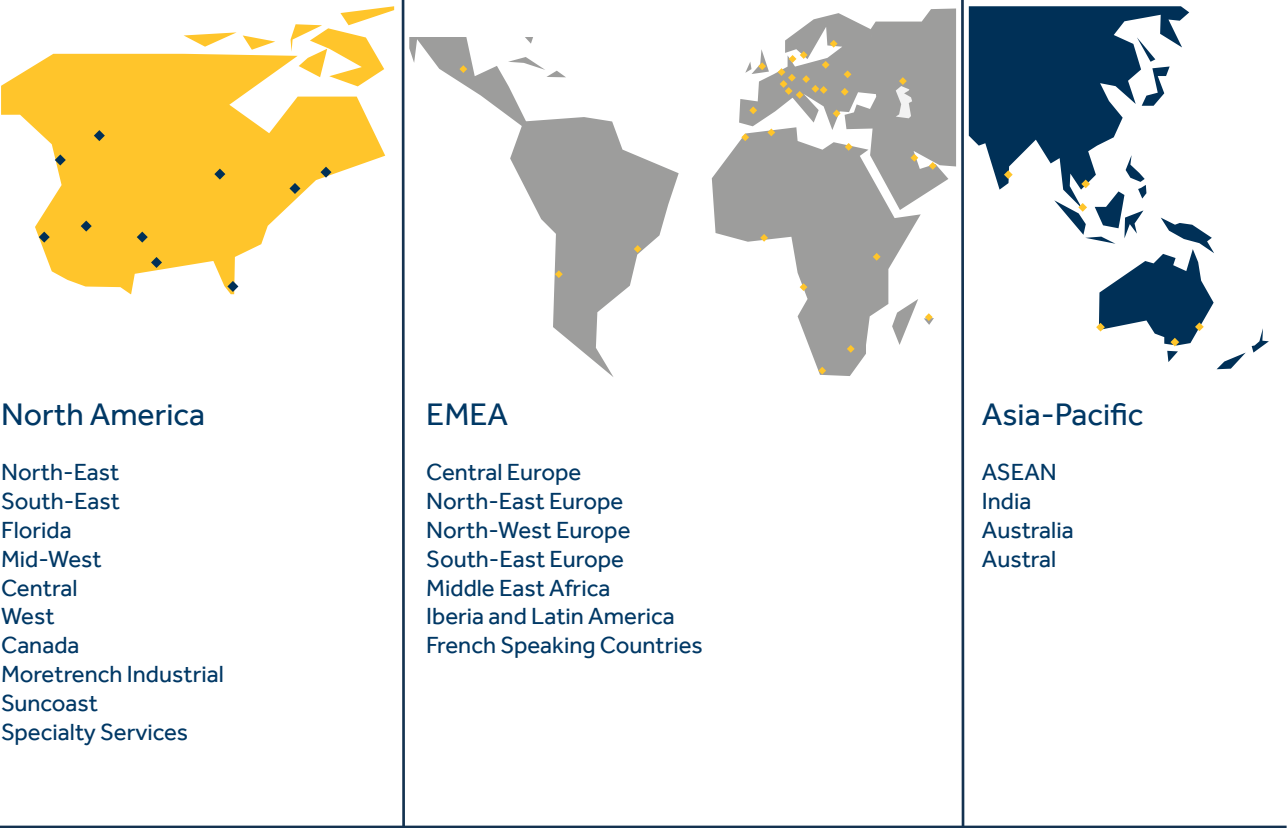 North America
North-East
South-East
Florida
Mid-West
Central
West
Canada
Moretrench Industrial
Suncoast
Specialty Services
EMEA
Central Europe
North-East Europe
North-West Europe
South-East Europe
Middle East Africa
Iberia and Latin America
French Speaking Countries
Asia-Pacific
ASEAN
India
Australia
Austral